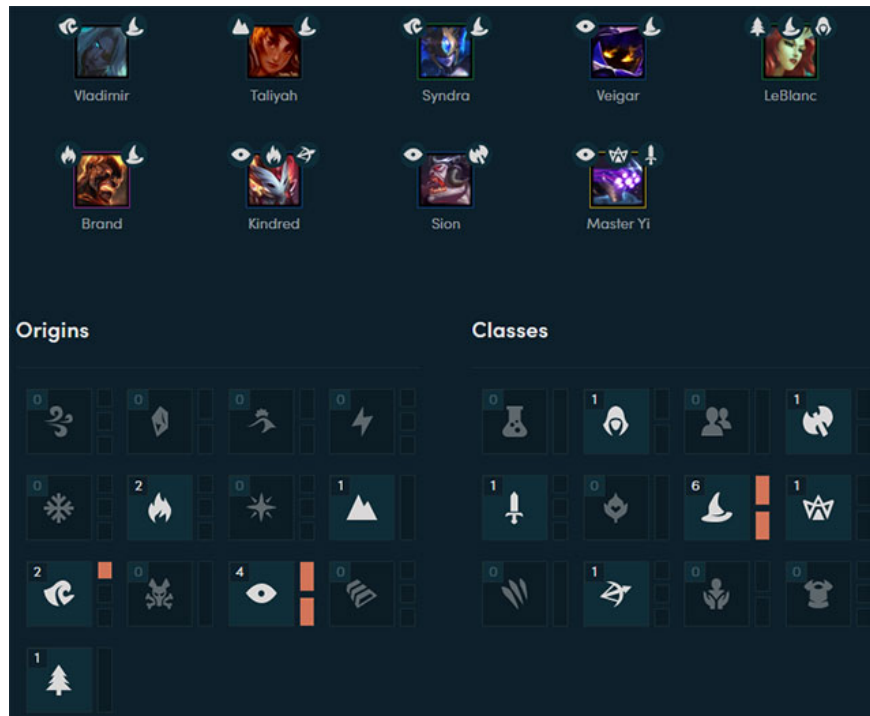 Vladimir Taliyah Syndra Veigar LeBlanc
Brand Kindred Sion Master Yi
Origins Classes
0 0 0 0 0 1 0 1
0 2 0 1 1 0 6 1
2 0 4 0 0 1 0 0
1